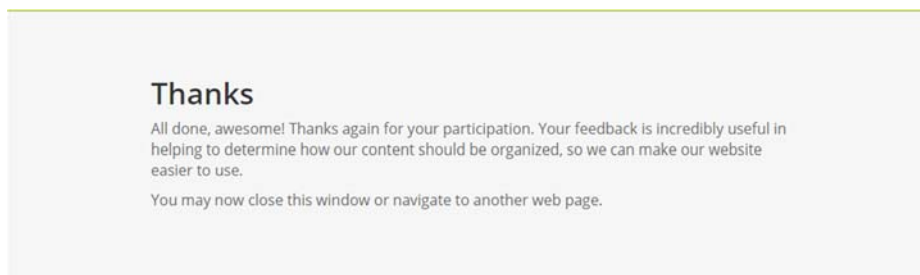 Thanks
All done, awesome! Thanks again for your participation. Your feedback is incredibly useful in
helping to determine how our content should be organized, so we can make our website
easier to use.
You may now close this window or navigate to another web page.